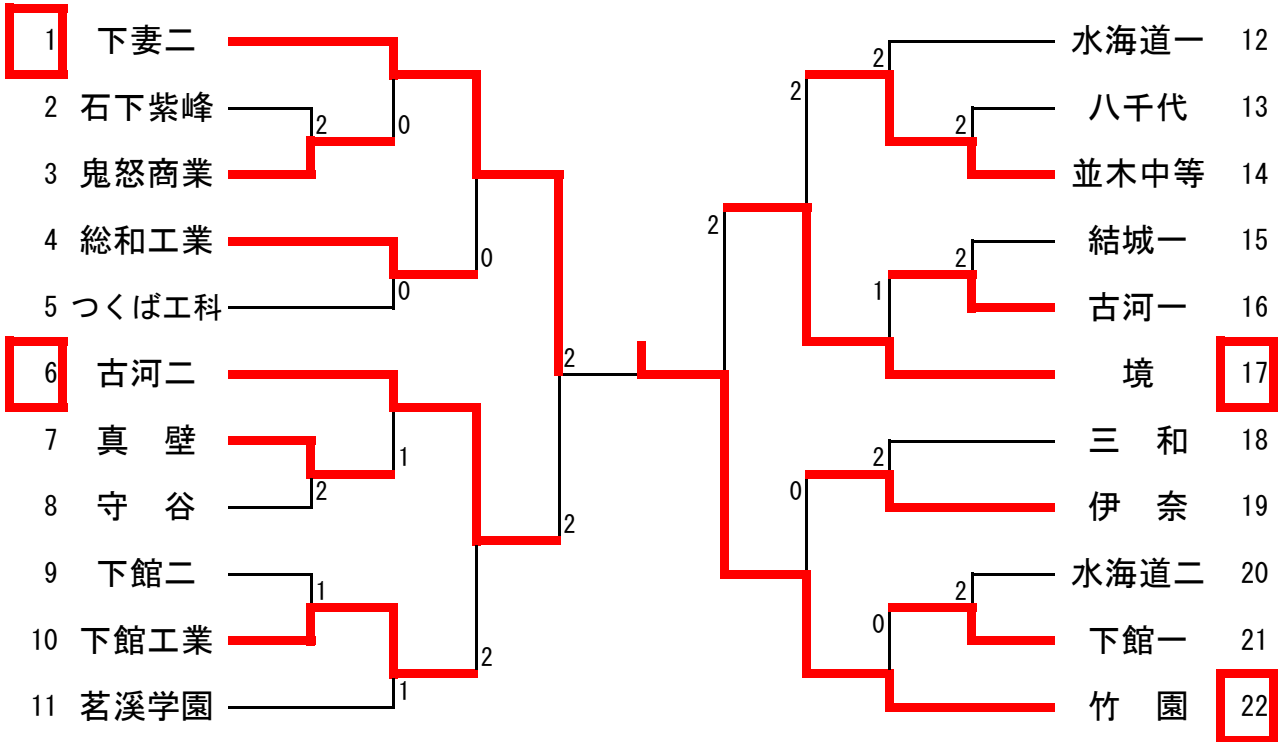 1 下妻二
2 石下紫峰
3 鬼怒商業
4 総和工業
5 つくば工科
6 古河二
7 真 壁
8 守 谷
9 下館二
10 下館工業
11 茗溪学園
2
0
0
0
1
2
1
1
2
2
2
水海道一 12
八千代 13
並木中等 14
結城一 15
古河一 16
境 17
三 和 18
伊 奈 19
水海道二 20
下館一 21
竹 園 22
2
2
2
2
2
1
2
0
2
0